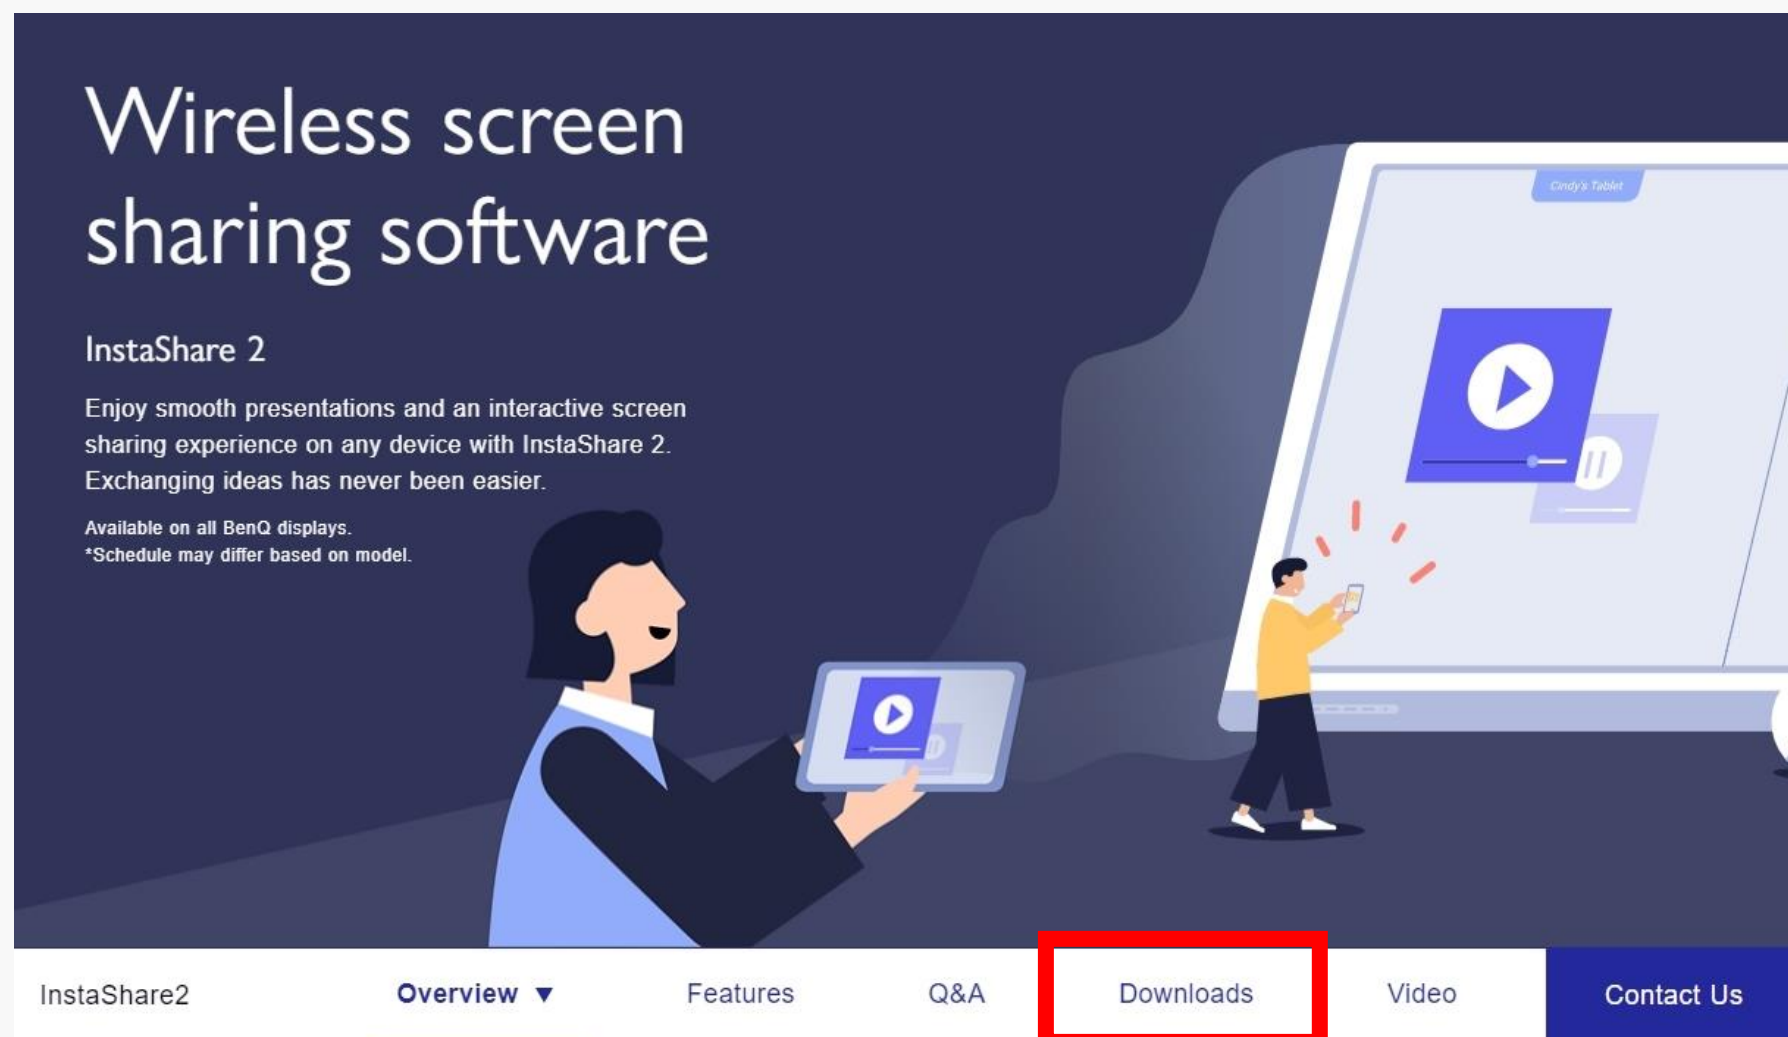 Wireless screen
sharing software
Cindy's Tablet
InstaShare 2
Enjoy smooth presentations and an interactive screen
sharing experience on any device with InstaShare 2.
Exchanging ideas has never been easier.
Available on all BenQ displays.
*Schedule may differ based on model.
InstaShare2
Overview ▼
Features
Q&A
Downloads
Video
Contact Us